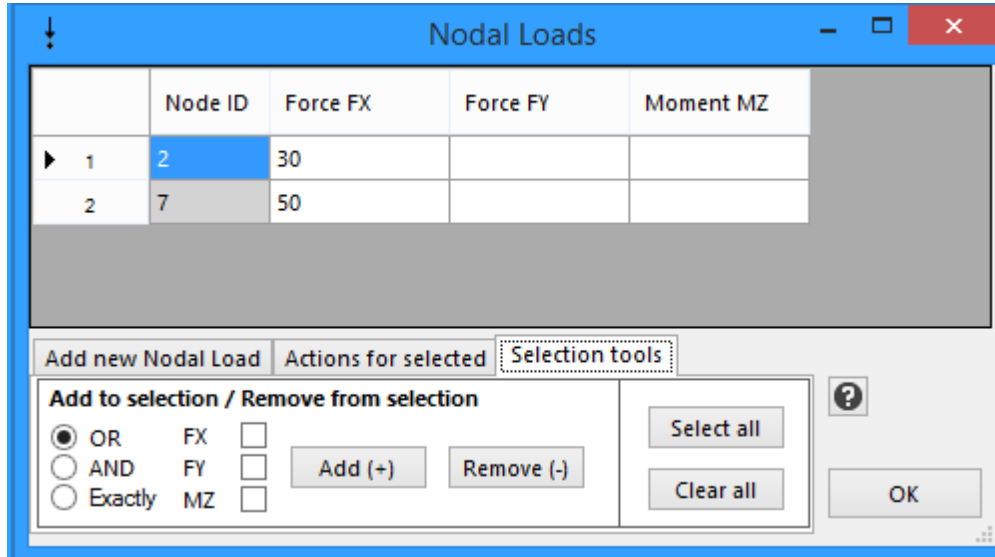 Nodal Loads
Node ID Force FX Force FY Moment MZ
1 2 30
2 7 50
Add new Nodal Load Actions for selected Selection tools
Add to selection / Remove from selection
OR FX
AND FY Add (+) Remove (-)
Exactly MZ
Select all
Clear all
?
OK